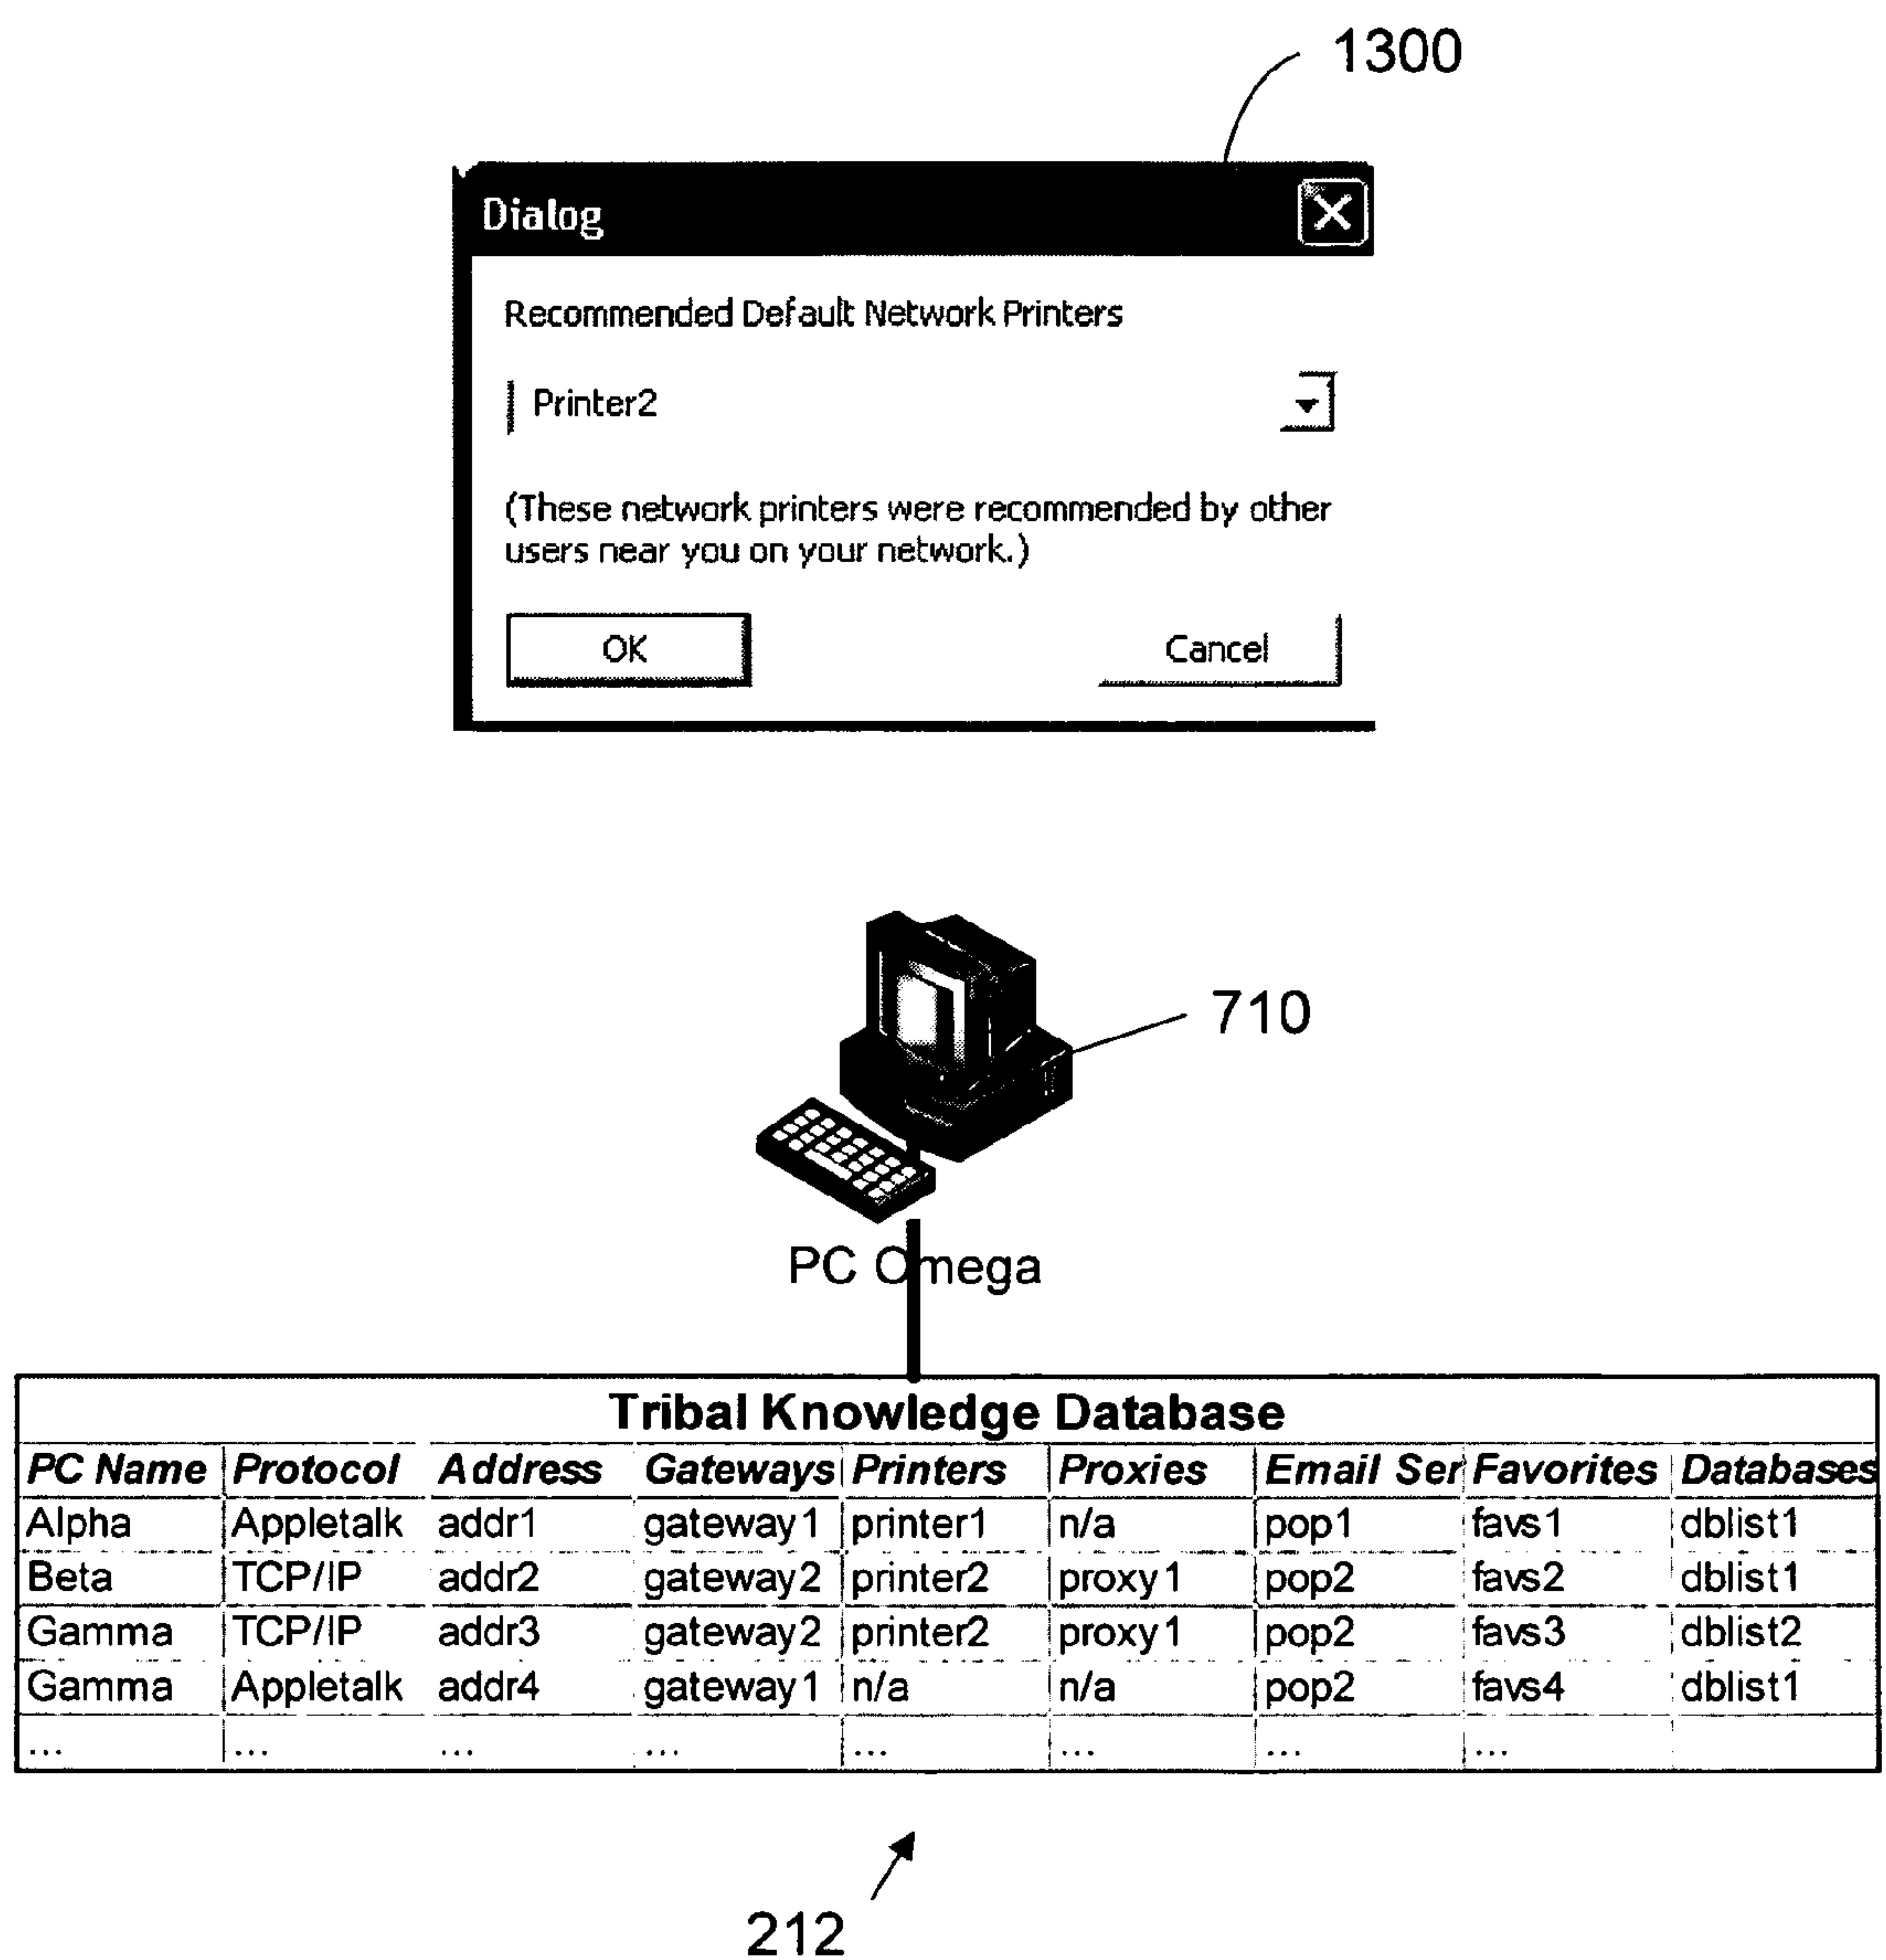 1300
Dialog
Recommended Default Network Printers
Printer2
(These network printers were recommended by other
users near you on your network.)
OK Cancel
710
PC Omega
Tribal Knowledge Database
PC Name Protocol Address Gateways Printers Proxies Email Ser Favorites Databases
Alpha Appletalk addr1 gateway1 printer1 n/a pop1 favs1 dblist1
Beta TCP/IP addr2 gateway2 printer2 proxy1 pop2 favs2 dblist1
Gamma TCP/IP addr3 gateway2 printer2 proxy1 pop2 favs3 dblist2
Gamma Appletalk addr4 gateway1 n/a n/a pop2 favs4 dblist1
... ... ... ... ... ... ... ...
212